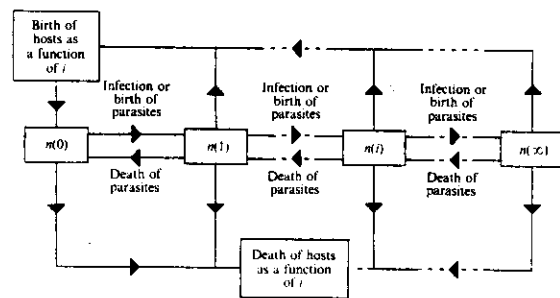 Birth of
hosts as
a function
of i
Infection or
birth of
parasites
Infection or
birth of
parasites
Infection or
birth of
parasites
n(0)
n(1)
n(i)
n(∞)
Death of
parasites
Death of
parasites
Death of
parasites
Death of hosts
as a function
of i